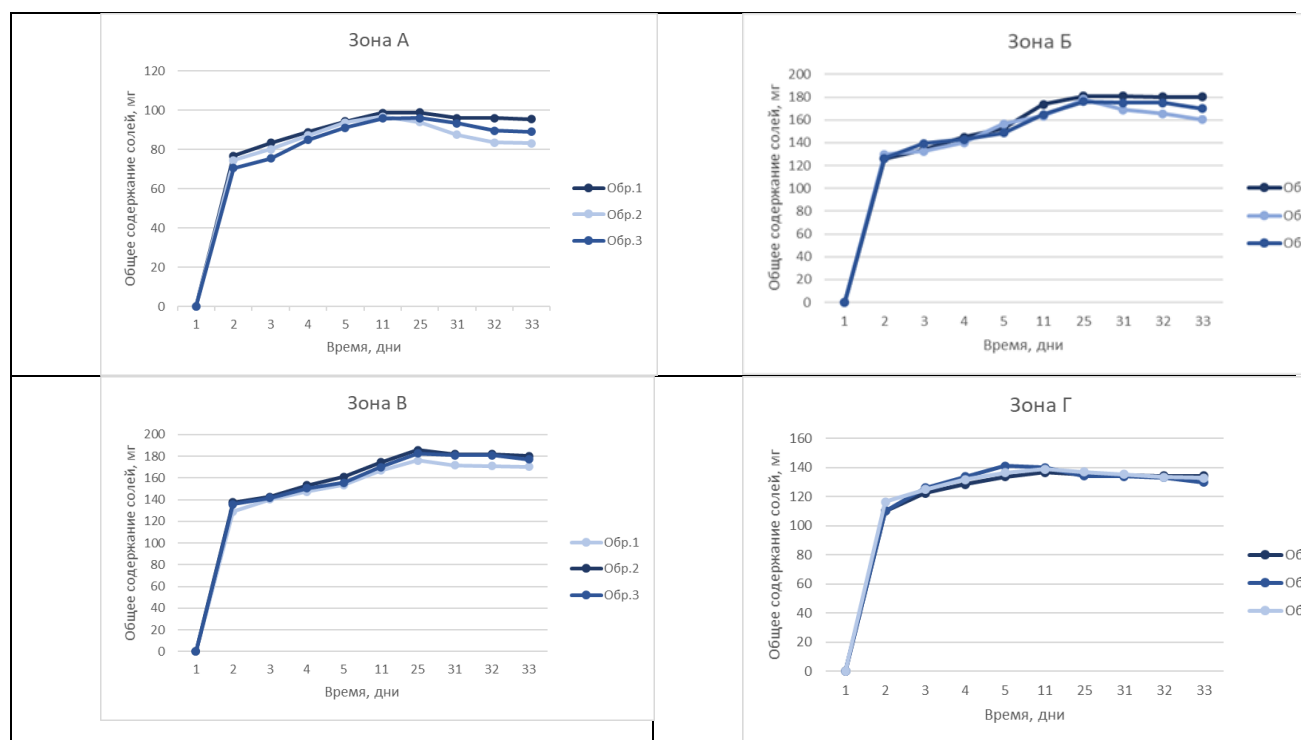 Зона А
Общее содержание солей, мг
120
100
80
60
40
20
0
1 2 3 4 5 11 25 31 32 33
Время, дни
Обр.1
Обр.2
Обр.3
Зона Б
Общее содержание солей, мг
200
180
160
140
120
100
80
60
40
20
0
1 2 3 4 5 11 25 31 32 33
Время, дни
Об
Об
Об
Зона В
Общее содержание солей, мг
200
180
160
140
120
100
80
60
40
20
0
1 2 3 4 5 11 25 31 32 33
Время, дни
Обр.1
Обр.2
Обр.3
Зона Г
Общее содержание солей, мг
160
140
120
100
80
60
40
20
0
1 2 3 4 5 11 25 31 32 33
Время, дни
Об
Об
Об